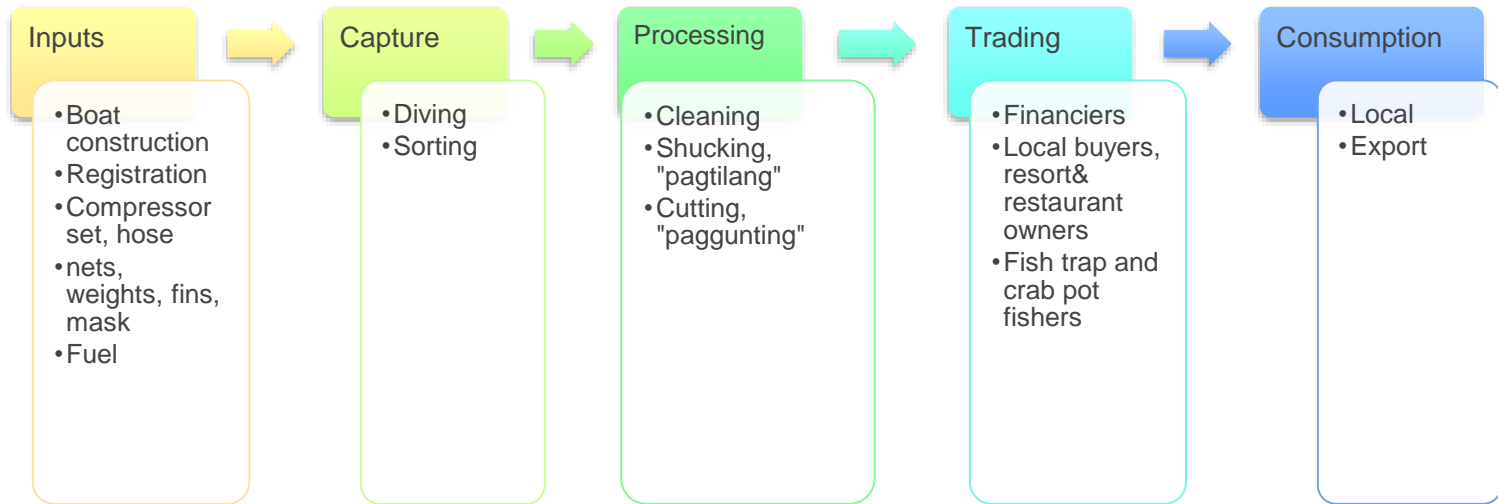 Inputs
•Boat
construction
•Registration
•Compressor
set, hose
•nets,
weights, fins,
mask
•Fuel
Capture
•Diving
•Sorting
Processing
•Cleaning
•Shucking,
"pagtilang"
•Cutting,
"paggunting"
Trading
•Financiers
•Local buyers,
resort&
restaurant
owners
•Fish trap and
crab pot
fishers
Consumption
•Local
•Export